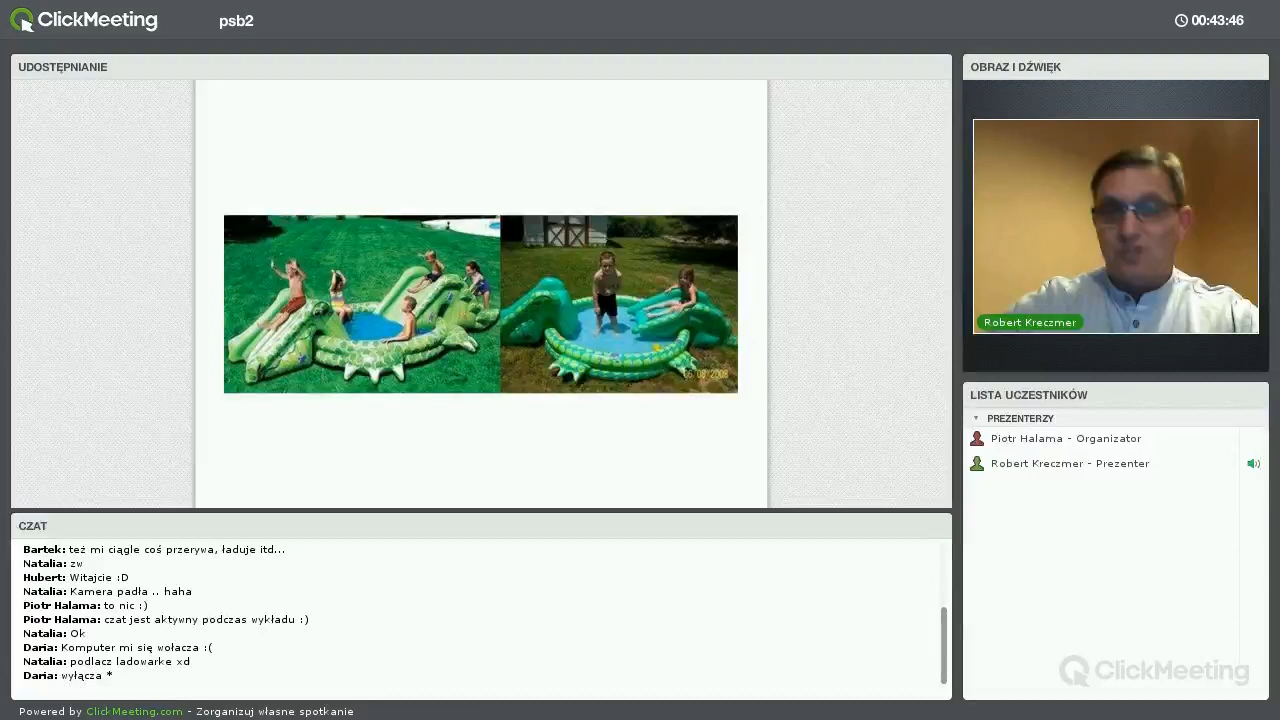 ClickMeeting
psb2
00:43:46
UDOSTĘPNIANIE
OBRAZ I DŹWIĘK
Robert Kreczmer
06/08/2008
LISTA UCZESTNIKÓW
PREZENTERZY
Piotr Halama - Organizator
Robert Kreczmer - Prezenter
CZAT
Bartek: też mi ciągle coś przerywa, ładuje itd...
Natalia: zw
Hubert: Witajcie :D
Natalia: Kamera padła .. haha
Piotr Halama: to nic :)
Piotr Halama: czat jest aktywny podczas wykładu :)
Natalia: Ok
Daria: Komputer mi się wołacza :(
Natalia: podlacz ladowarke xd
Daria: wyłącza *
ClickMeeting
Powered by ClickMeeting.com - Zorganizuj własne spotkanie